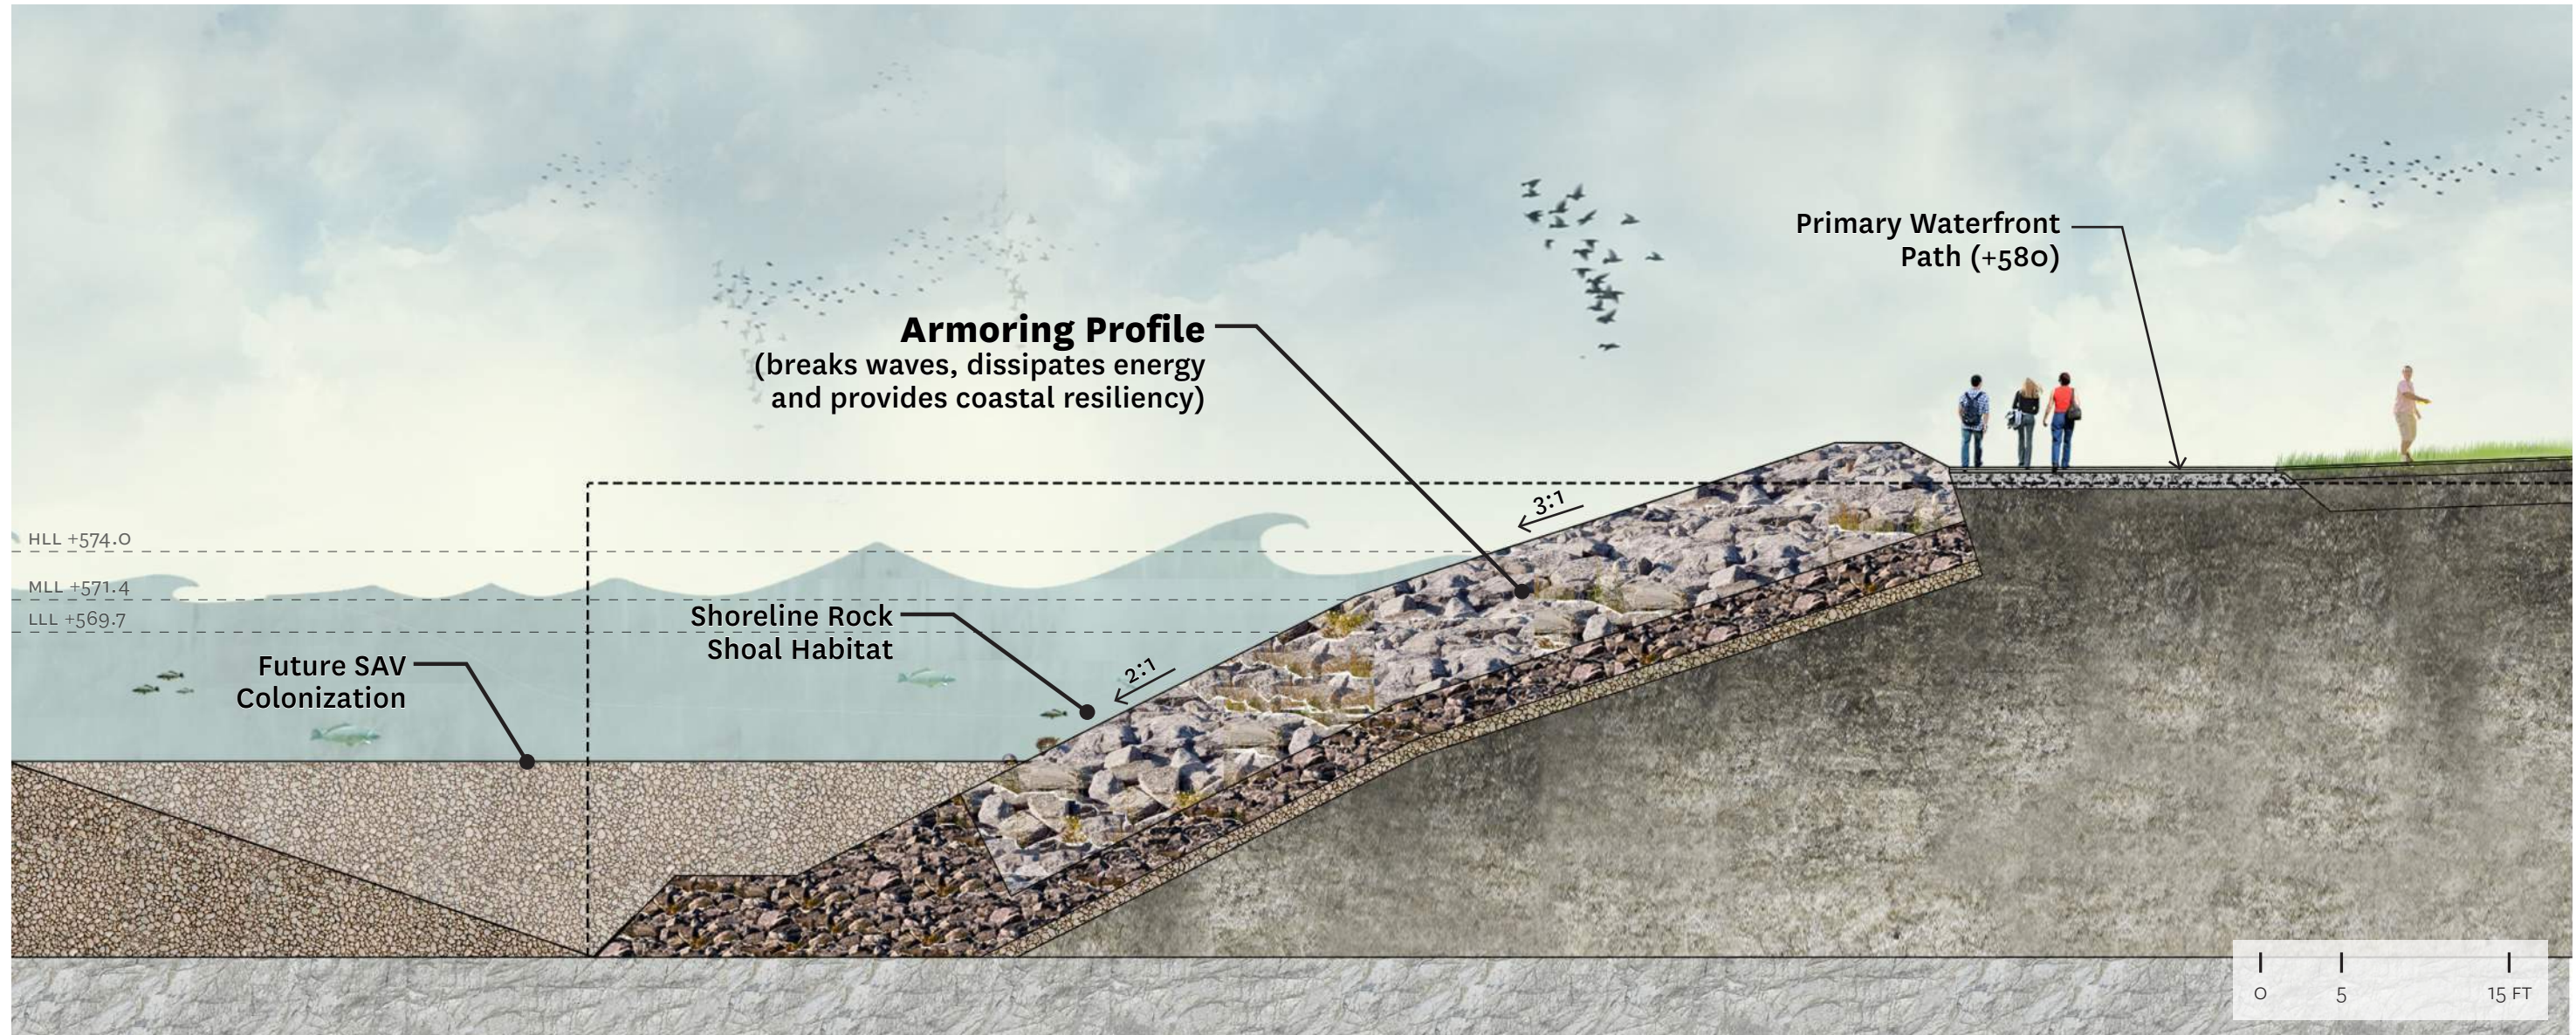 Primary Waterfront
Path (+580)
Armoring Profile
(breaks waves, dissipates energy
and provides coastal resiliency)
3:1
HLL +574.0
MLL +571.4
LLL +569.7
Shoreline Rock
Shoal Habitat
2:1
Future SAV
Colonization
0 5 15 FT